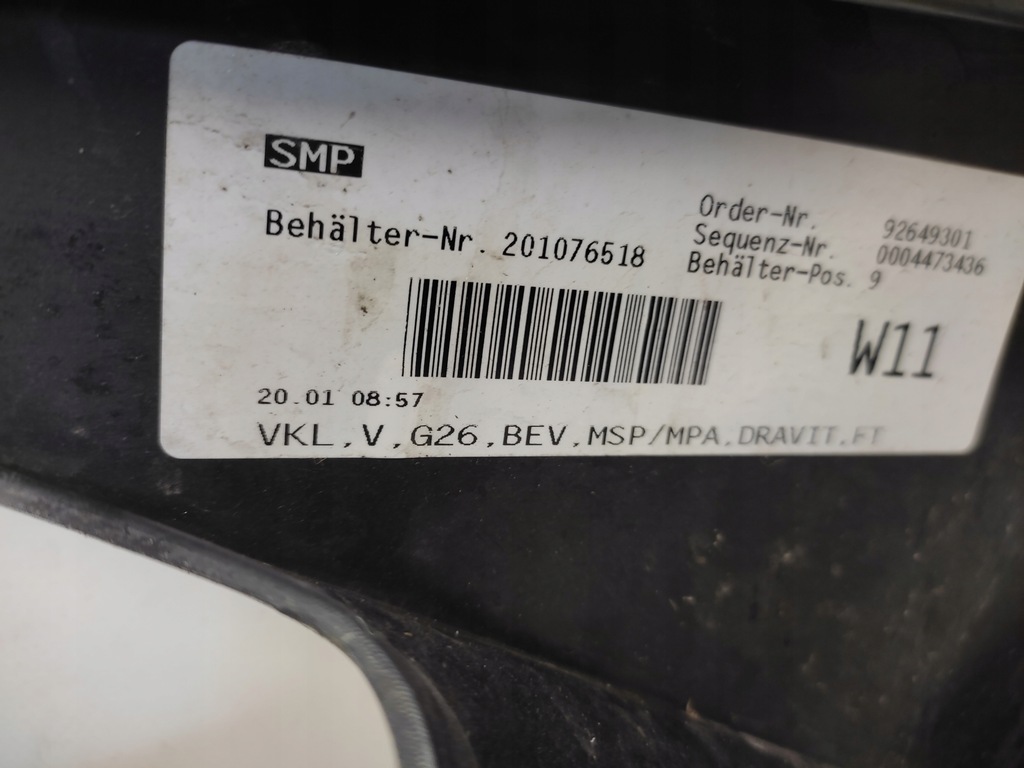 SMP
Behälter-Nr. 201076518
Order-Nr. 92649301
Sequenz-Nr. 0004473436
Behälter-Pos. 9
W11
20.01 08:57
VKL,V,G26,BEV,MSP/MPA,DRAVIT,FT